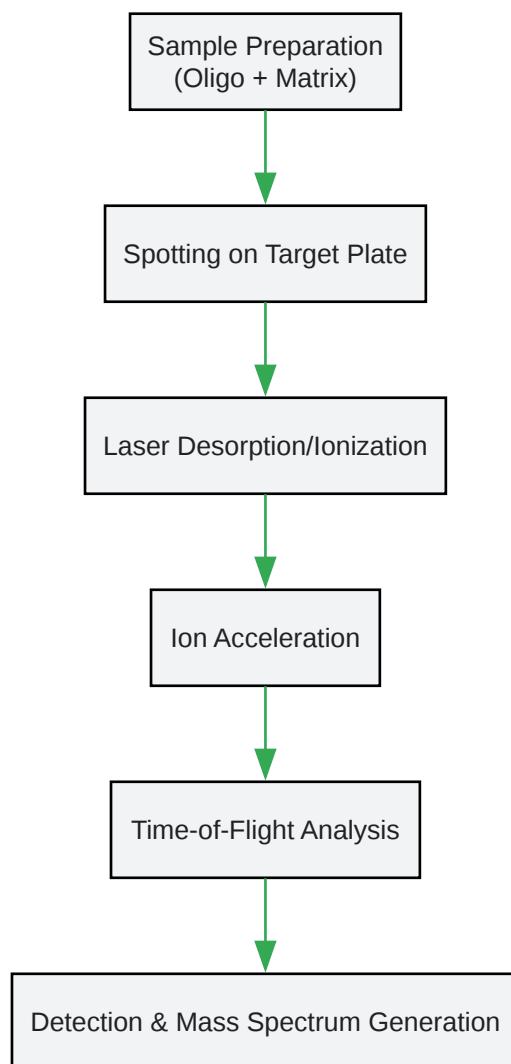 Sample Preparation
(Oligo + Matrix)
Spotting on Target Plate
Laser Desorption/Ionization
Ion Acceleration
Time-of-Flight Analysis
Detection & Mass Spectrum Generation